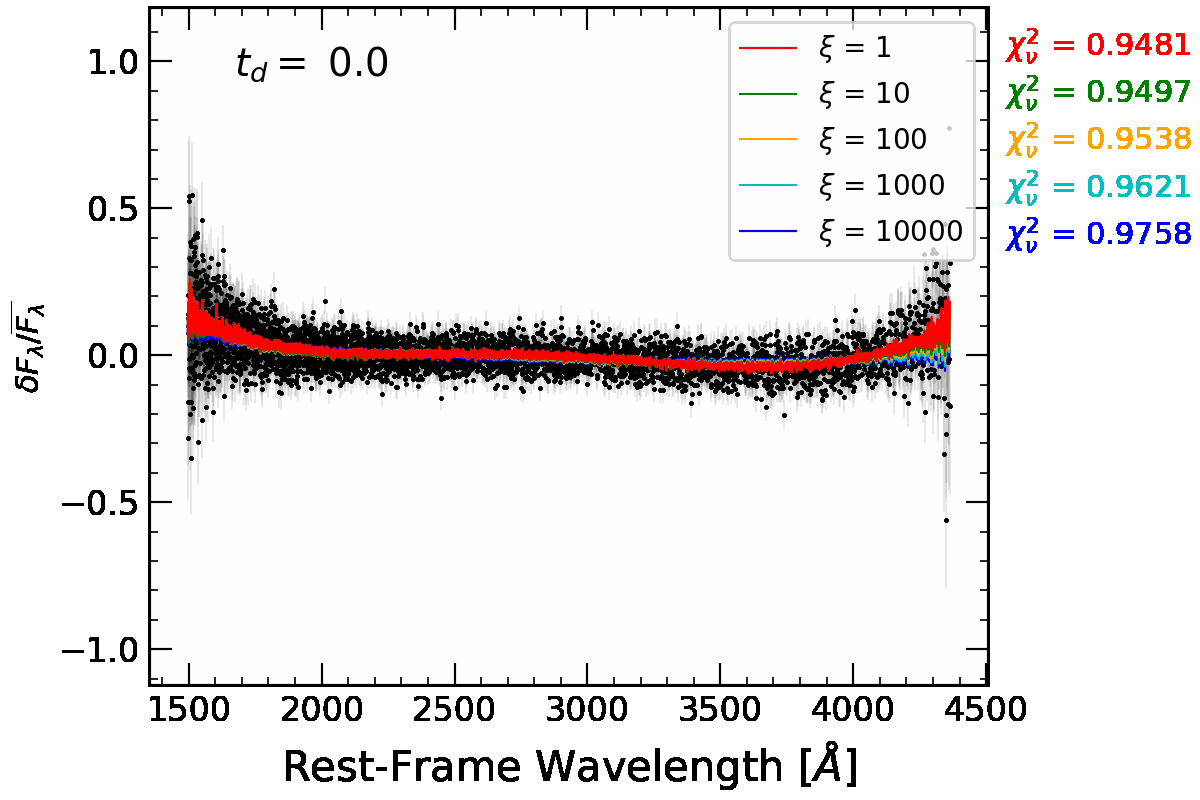 t_d = 0.0
ξ = 1
ξ = 10
ξ = 100
ξ = 1000
ξ = 10000
χ²_ν = 0.9481
χ²_ν = 0.9497
χ²_ν = 0.9538
χ²_ν = 0.9621
χ²_ν = 0.9758
1.0
0.5
0.0
−0.5
−1.0
δF_λ/F̅_λ
1500 2000 2500 3000 3500 4000 4500
Rest-Frame Wavelength [Å]